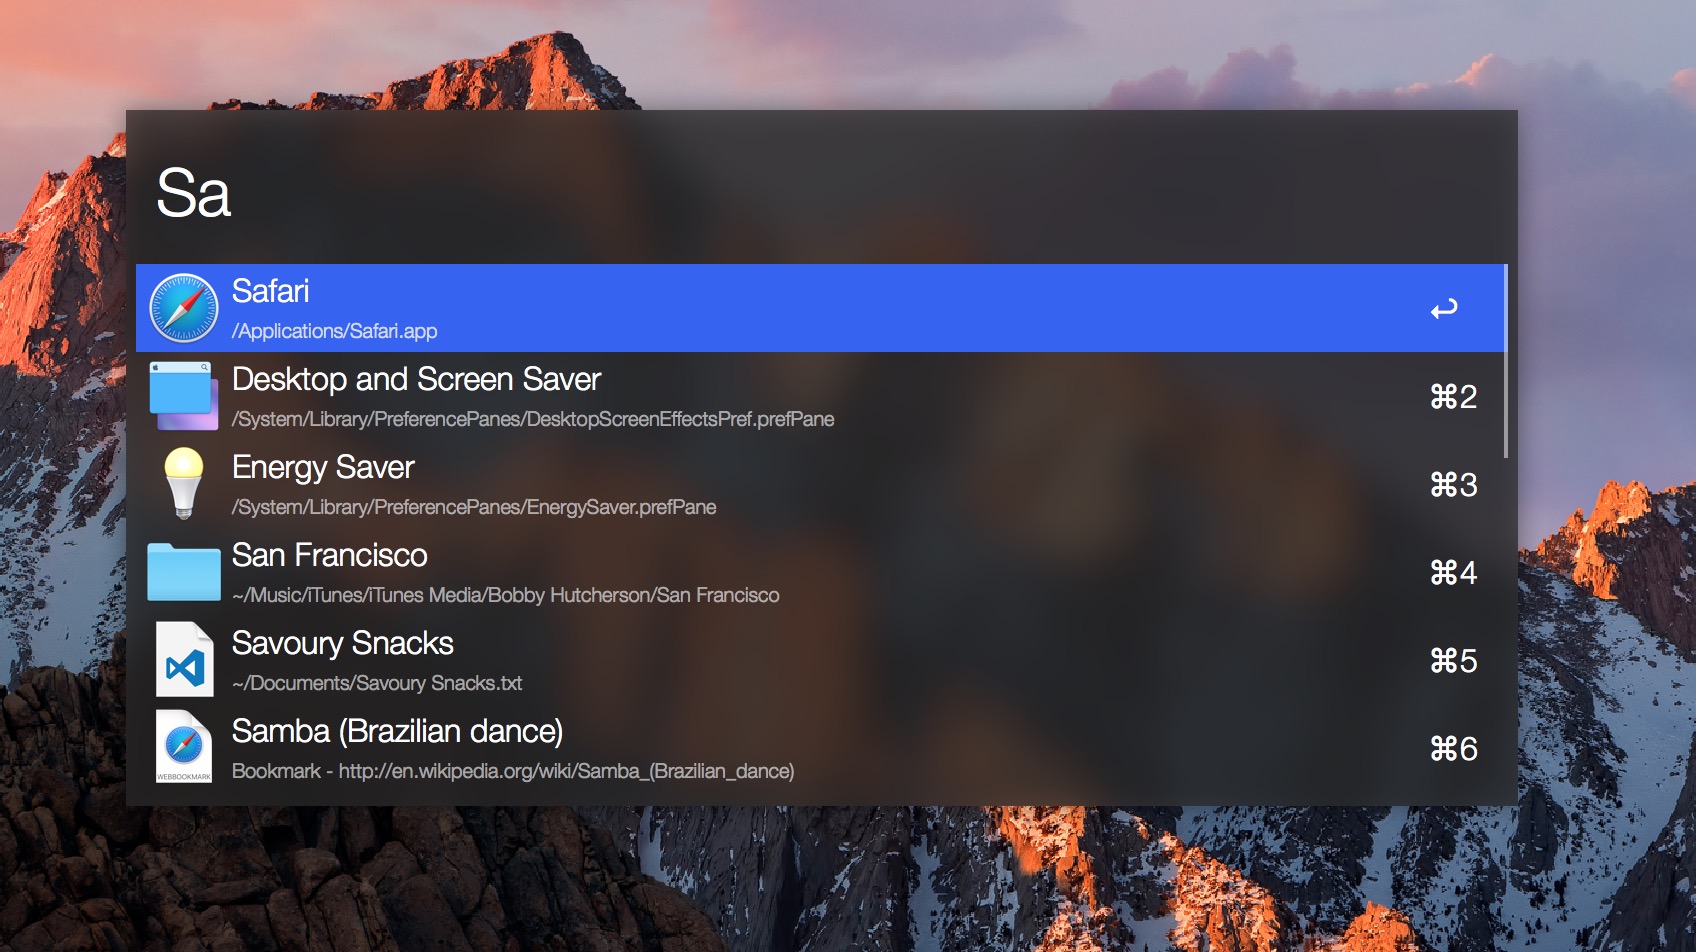 Sa
Safari
/Applications/Safari.app
↩
Desktop and Screen Saver
/System/Library/PreferencePanes/DesktopScreenEffectsPref.prefPane
⌘2
Energy Saver
/System/Library/PreferencePanes/EnergySaver.prefPane
⌘3
San Francisco
~/Music/iTunes/iTunes Media/Bobby Hutcherson/San Francisco
⌘4
Savoury Snacks
~/Documents/Savoury Snacks.txt
⌘5
Samba (Brazilian dance)
Bookmark - http://en.wikipedia.org/wiki/Samba_(Brazilian_dance)
WEBBOOKMARK
⌘6